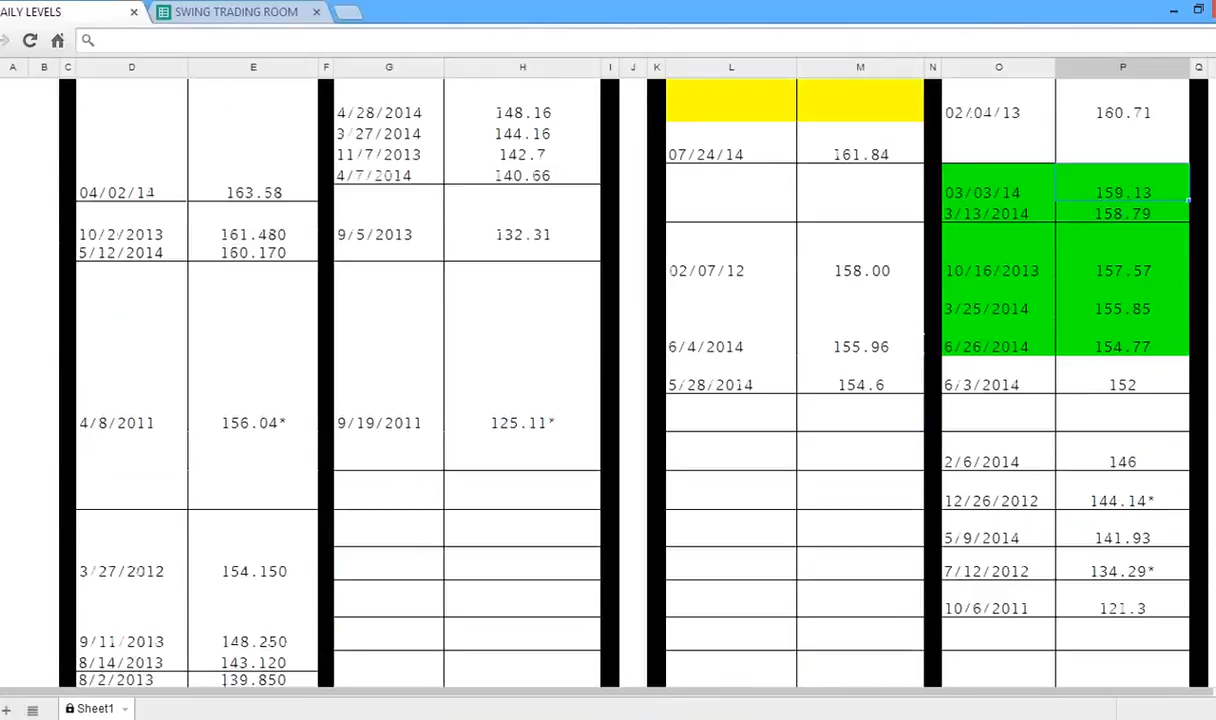 AILY LEVELS
SWING TRADING ROOM
A B C D E F G H I J K L M N O P Q
4/28/2014 148.16 02/04/13 160.71
3/27/2014 144.16
11/7/2013 142.7 07/24/14 161.84
4/7/2014 140.66
04/02/14 163.58 03/03/14 159.13
3/13/2014 158.79
10/2/2013 161.480 9/5/2013 132.31
5/12/2014 160.170
02/07/12 158.00 10/16/2013 157.57
3/25/2014 155.85
6/4/2014 155.96 6/26/2014 154.77
5/28/2014 154.6 6/3/2014 152
4/8/2011 156.04* 9/19/2011 125.11*
2/6/2014 146
12/26/2012 144.14*
5/9/2014 141.93
3/27/2012 154.150 7/12/2012 134.29*
10/6/2011 121.3
9/11/2013 148.250
8/14/2013 143.120
8/2/2013 139.850
Sheet1